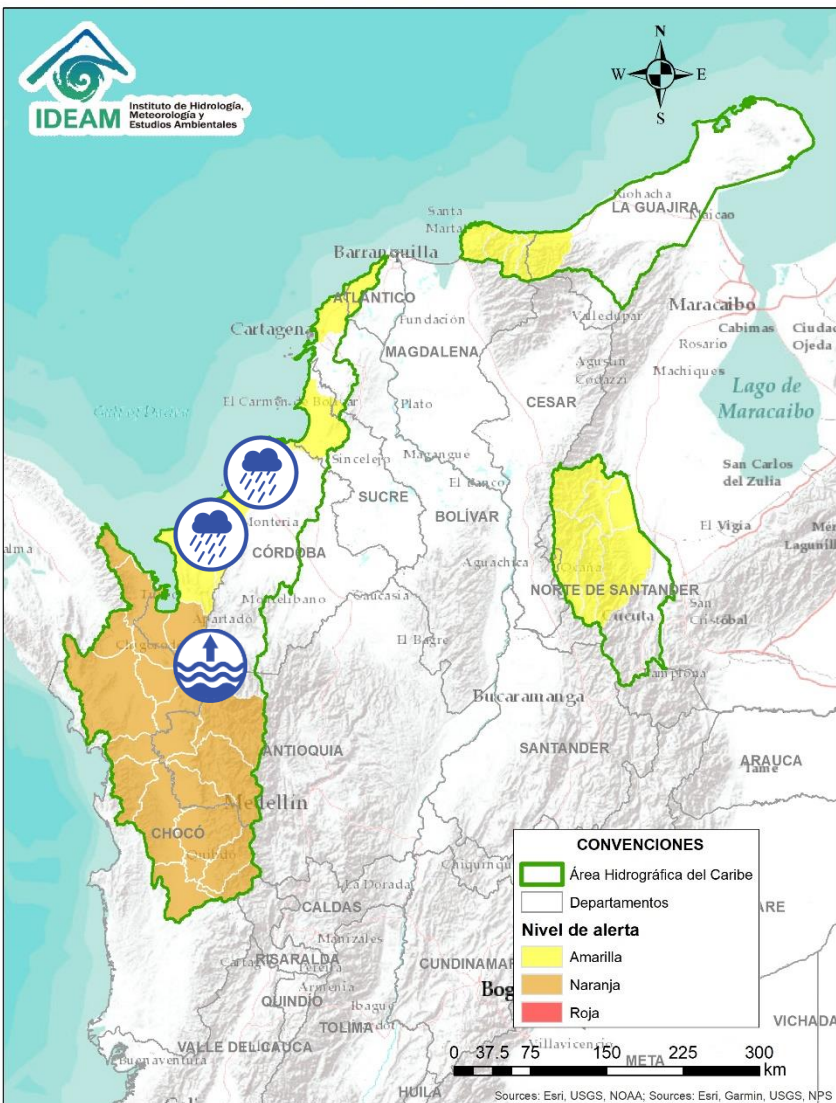 IDEAM
Instituto de Hidrología,
Meteorología y
Estudios Ambientales
N
W
E
S
Riohacha
LA GUAJIRA
Maicao
Santa
Marta
Barranquilla
ATLÁNTICO
Maracaibo
Cartagena
Fundación
Valledupar
Cabimas
Ciudad
Ojeda
MAGDALENA
Rosario
Agustín
Codazzi
Machiques
Lago de
Maracaibo
El Carmen de Bolívar
Plato
CESAR
Sincelejo
Magangué
San Carlos
del Zulia
El Banco
SUCRE
BOLÍVAR
Montería
El Vigía
CÓRDOBA
Aguachica
Ocaña
NORTE DE SANTANDER
Montelíbano
Caucasia
Turbo
Apartado
San
Cristóbal
Cúcuta
El Bagre
Pamplona
Bucaramanga
ANTIOQUIA
SANTANDER
ARAUCA
Tame
Medellín
CHOCÓ
Quibdó
La Dorada
CALDAS
Manizales
RISARALDA
Pereira
Armenia
QUINDÍO
Ibagué
TOLIMA
VALLE DEL CAUCA
Buenaventura
HUILA
Villavicencio
META
VICHADA
CONVENCIONES
Área Hidrográfica del Caribe
Departamentos
Nivel de alerta
Amarilla
Naranja
Roja
0 37.5 75 150 225 300
km
Sources: Esri, USGS, NOAA; Sources: Esri, Garmin, USGS, NPS